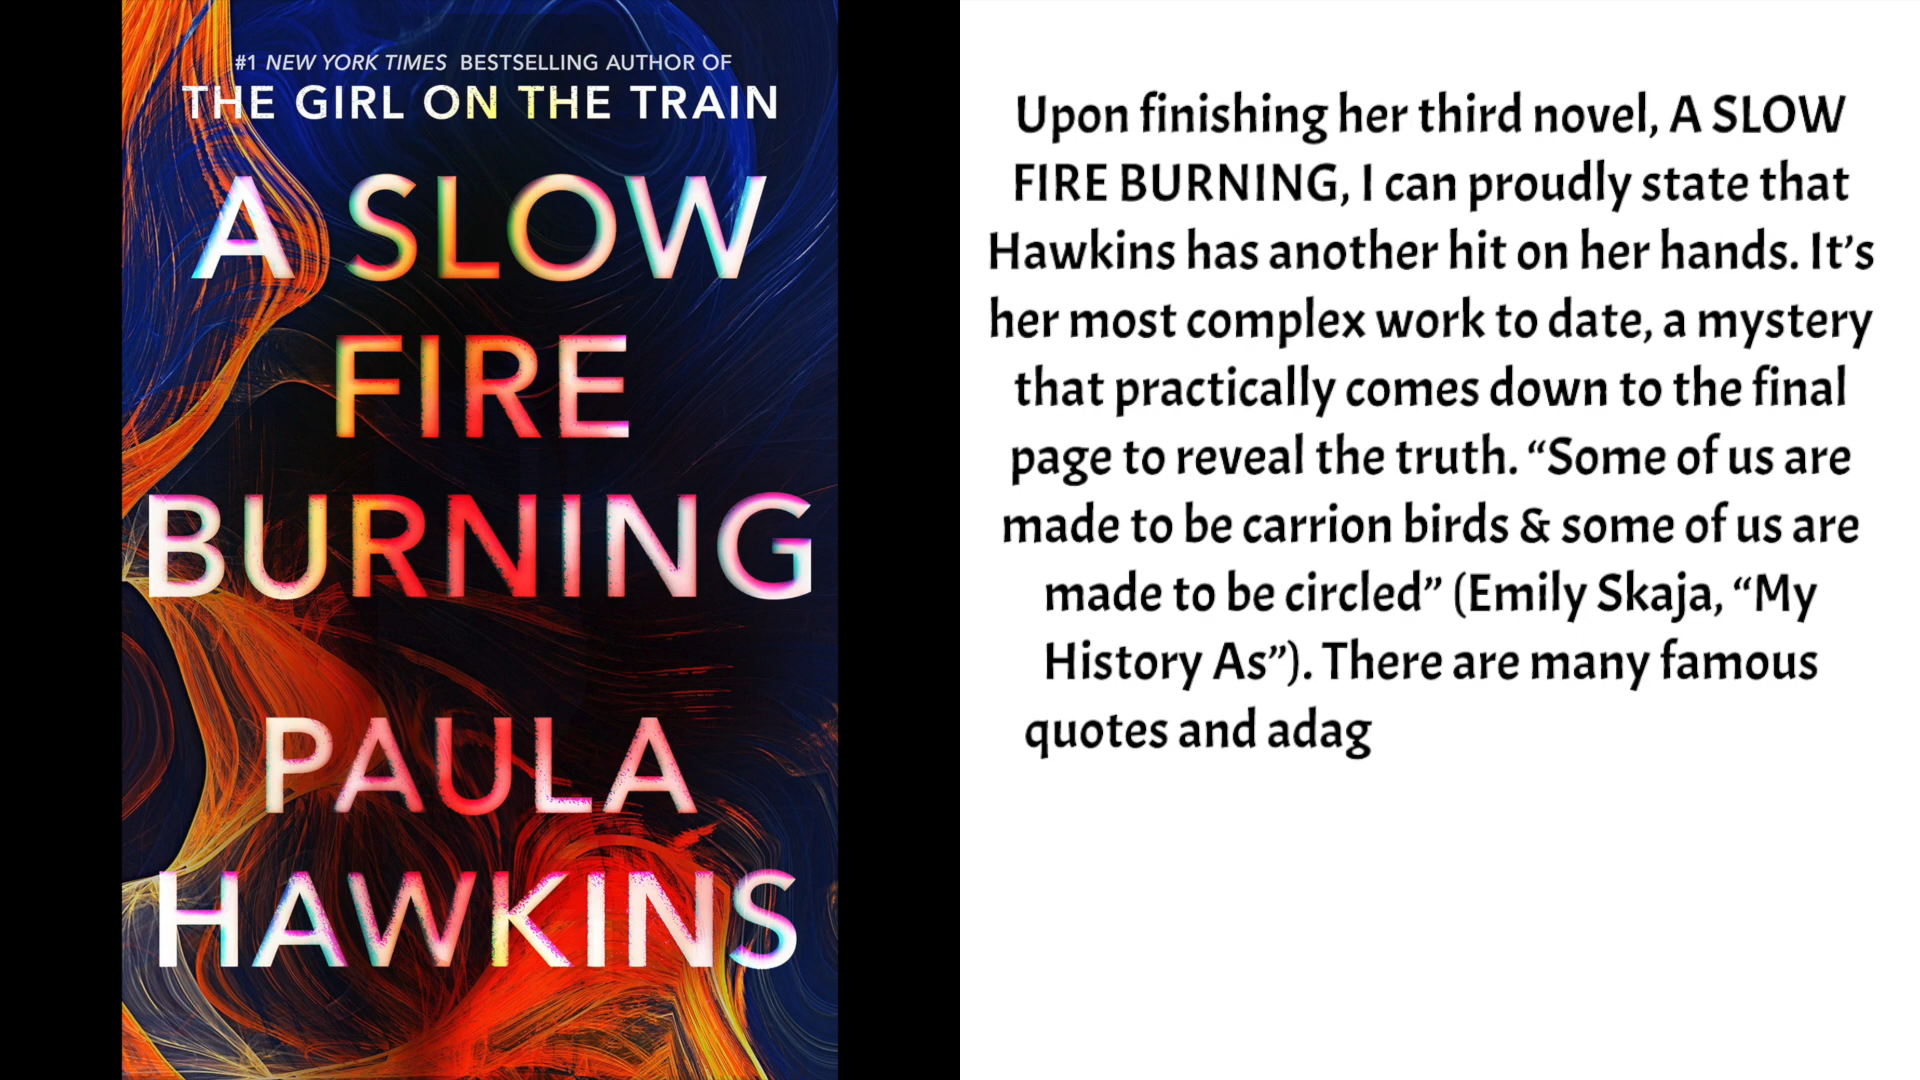 #1 NEW YORK TIMES BESTSELLING AUTHOR OF
THE GIRL ON THE TRAIN
A SLOW
FIRE
BURNING
PAULA
HAWKINS
Upon finishing her third novel, A SLOW
FIRE BURNING, I can proudly state that
Hawkins has another hit on her hands. It’s
her most complex work to date, a mystery
that practically comes down to the final
page to reveal the truth. “Some of us are
made to be carrion birds & some of us are
made to be circled” (Emily Skaja, “My
History As”). There are many famous
quotes and adag